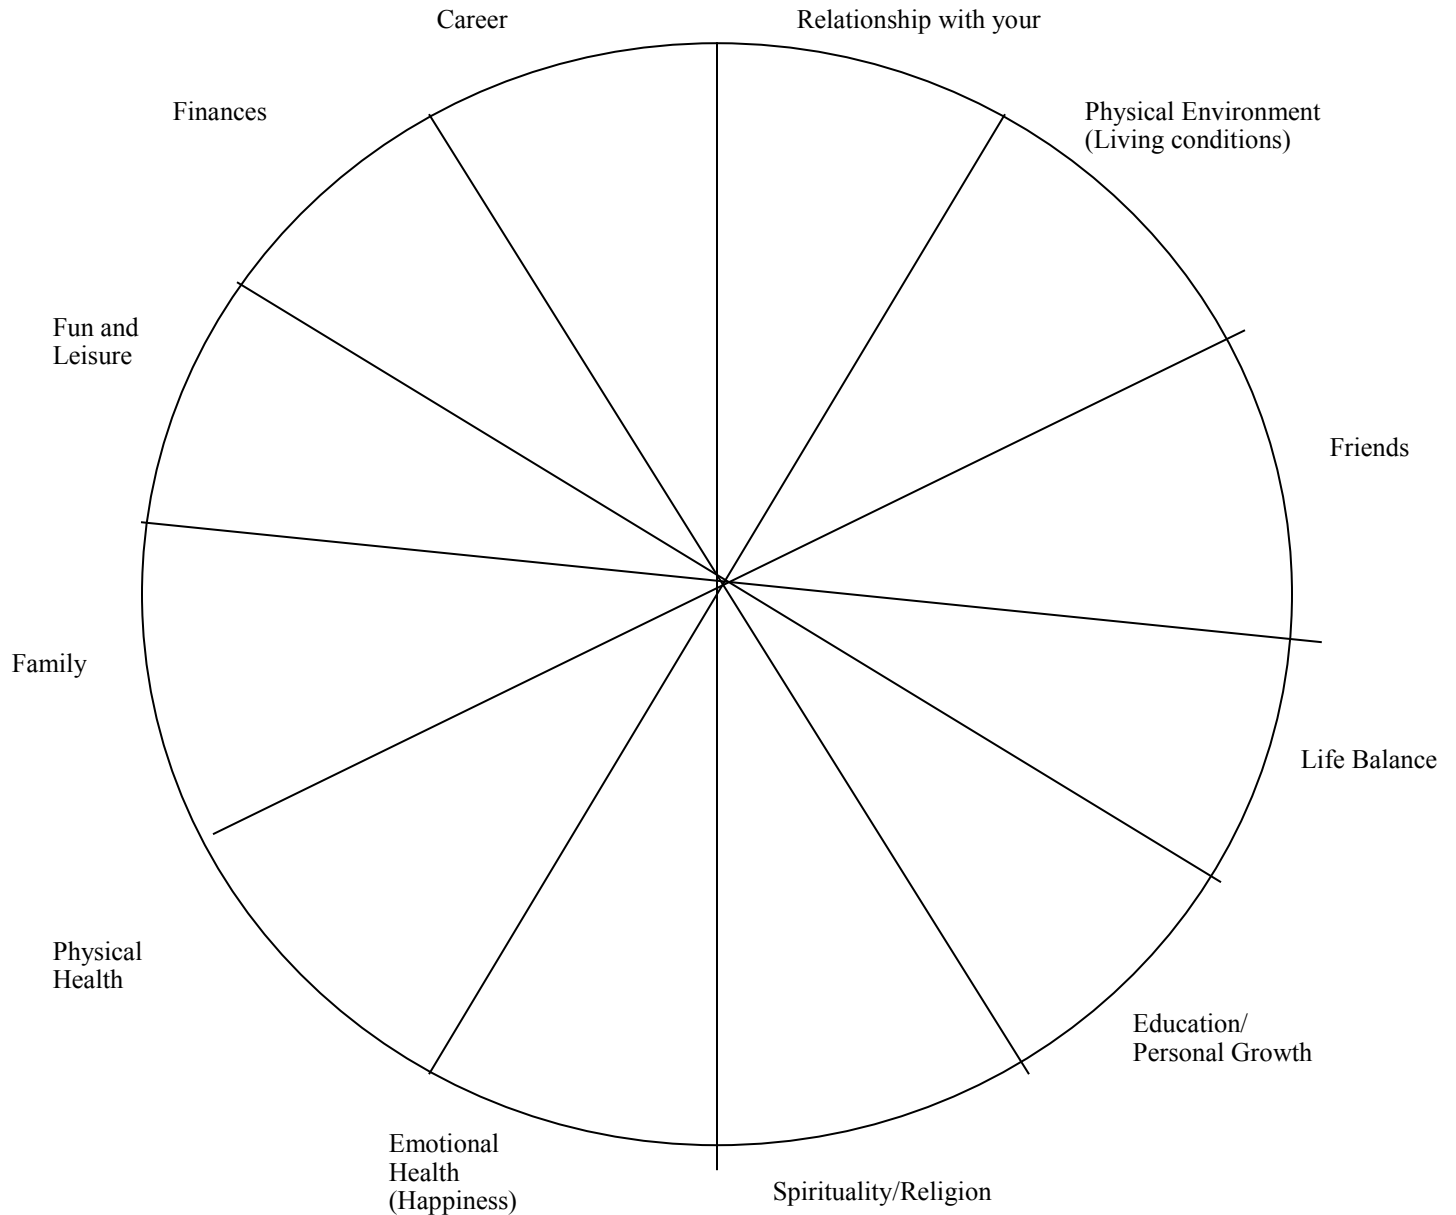 Career
Relationship with your
Finances
Physical Environment
(Living conditions)
Fun and
Leisure
Friends
Family
Life Balance
Physical
Health
Education/
Personal Growth
Emotional
Health
(Happiness)
Spirituality/Religion